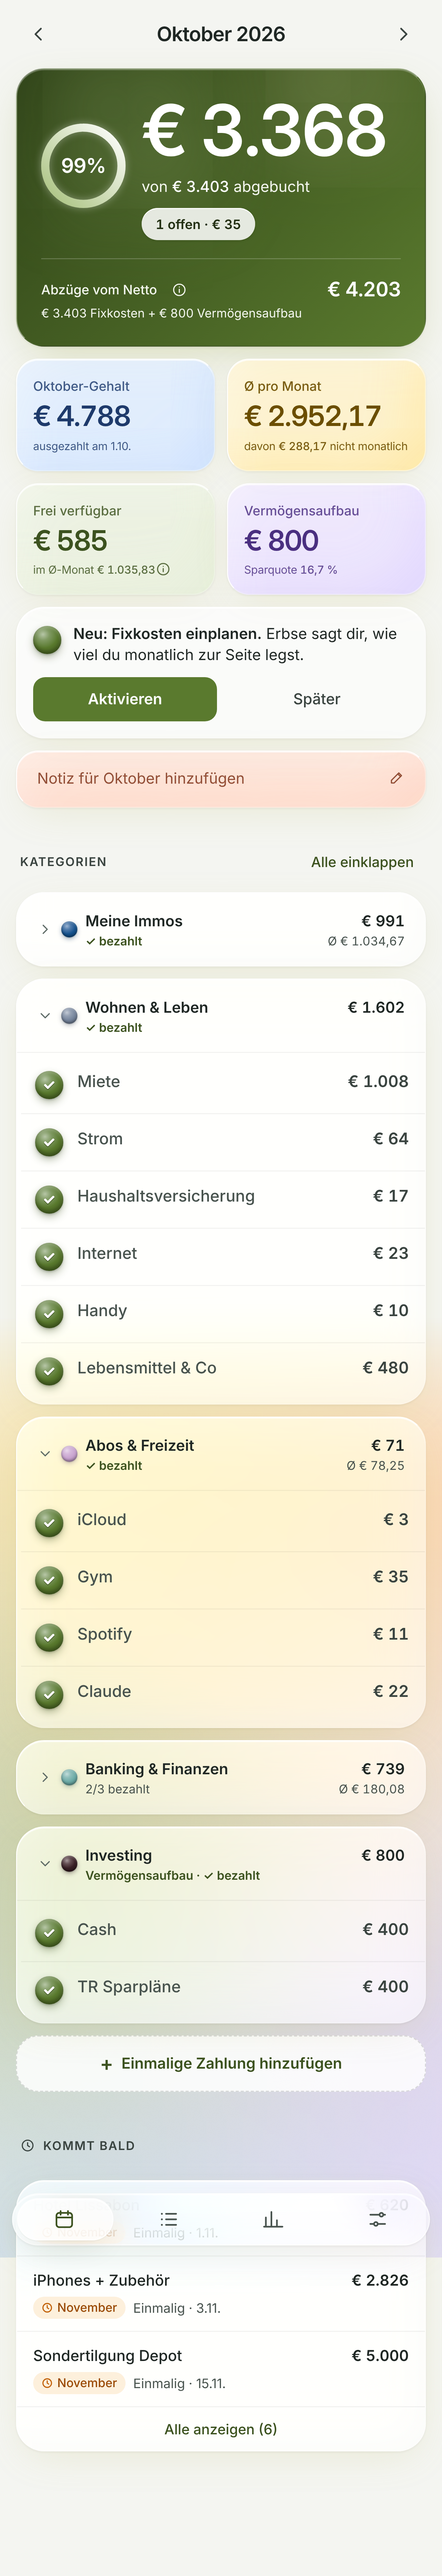 Oktober 2026
99%
€ 3.368
von € 3.403 abgebucht
1 offen · € 35
Abzüge vom Netto
€ 4.203
€ 3.403 Fixkosten + € 800 Vermögensaufbau
Oktober-Gehalt
€ 4.788
ausgezahlt am 1.10.
Ø pro Monat
€ 2.952,17
davon € 288,17 nicht monatlich
Frei verfügbar
€ 585
im Ø-Monat € 1.035,83
Vermögensaufbau
€ 800
Sparquote 16,7 %
Neu: Fixkosten einplanen. Erbse sagt dir, wie
viel du monatlich zur Seite legst.
Aktivieren
Später
Notiz für Oktober hinzufügen
KATEGORIEN
Alle einklappen
Meine Immos
€ 991
✓ bezahlt
Ø € 1.034,67
Wohnen & Leben
€ 1.602
✓ bezahlt
Miete
€ 1.008
Strom
€ 64
Haushaltsversicherung
€ 17
Internet
€ 23
Handy
€ 10
Lebensmittel & Co
€ 480
Abos & Freizeit
€ 71
✓ bezahlt
Ø € 78,25
iCloud
€ 3
Gym
€ 35
Spotify
€ 11
Claude
€ 22
Banking & Finanzen
€ 739
2/3 bezahlt
Ø € 180,08
Investing
€ 800
Vermögensaufbau · ✓ bezahlt
Cash
€ 400
TR Sparpläne
€ 400
+ Einmalige Zahlung hinzufügen
KOMMT BALD
€ 620
Einmalig · 1.11.
iPhones + Zubehör
€ 2.826
November
Einmalig · 3.11.
Sondertilgung Depot
€ 5.000
November
Einmalig · 15.11.
Alle anzeigen (6)